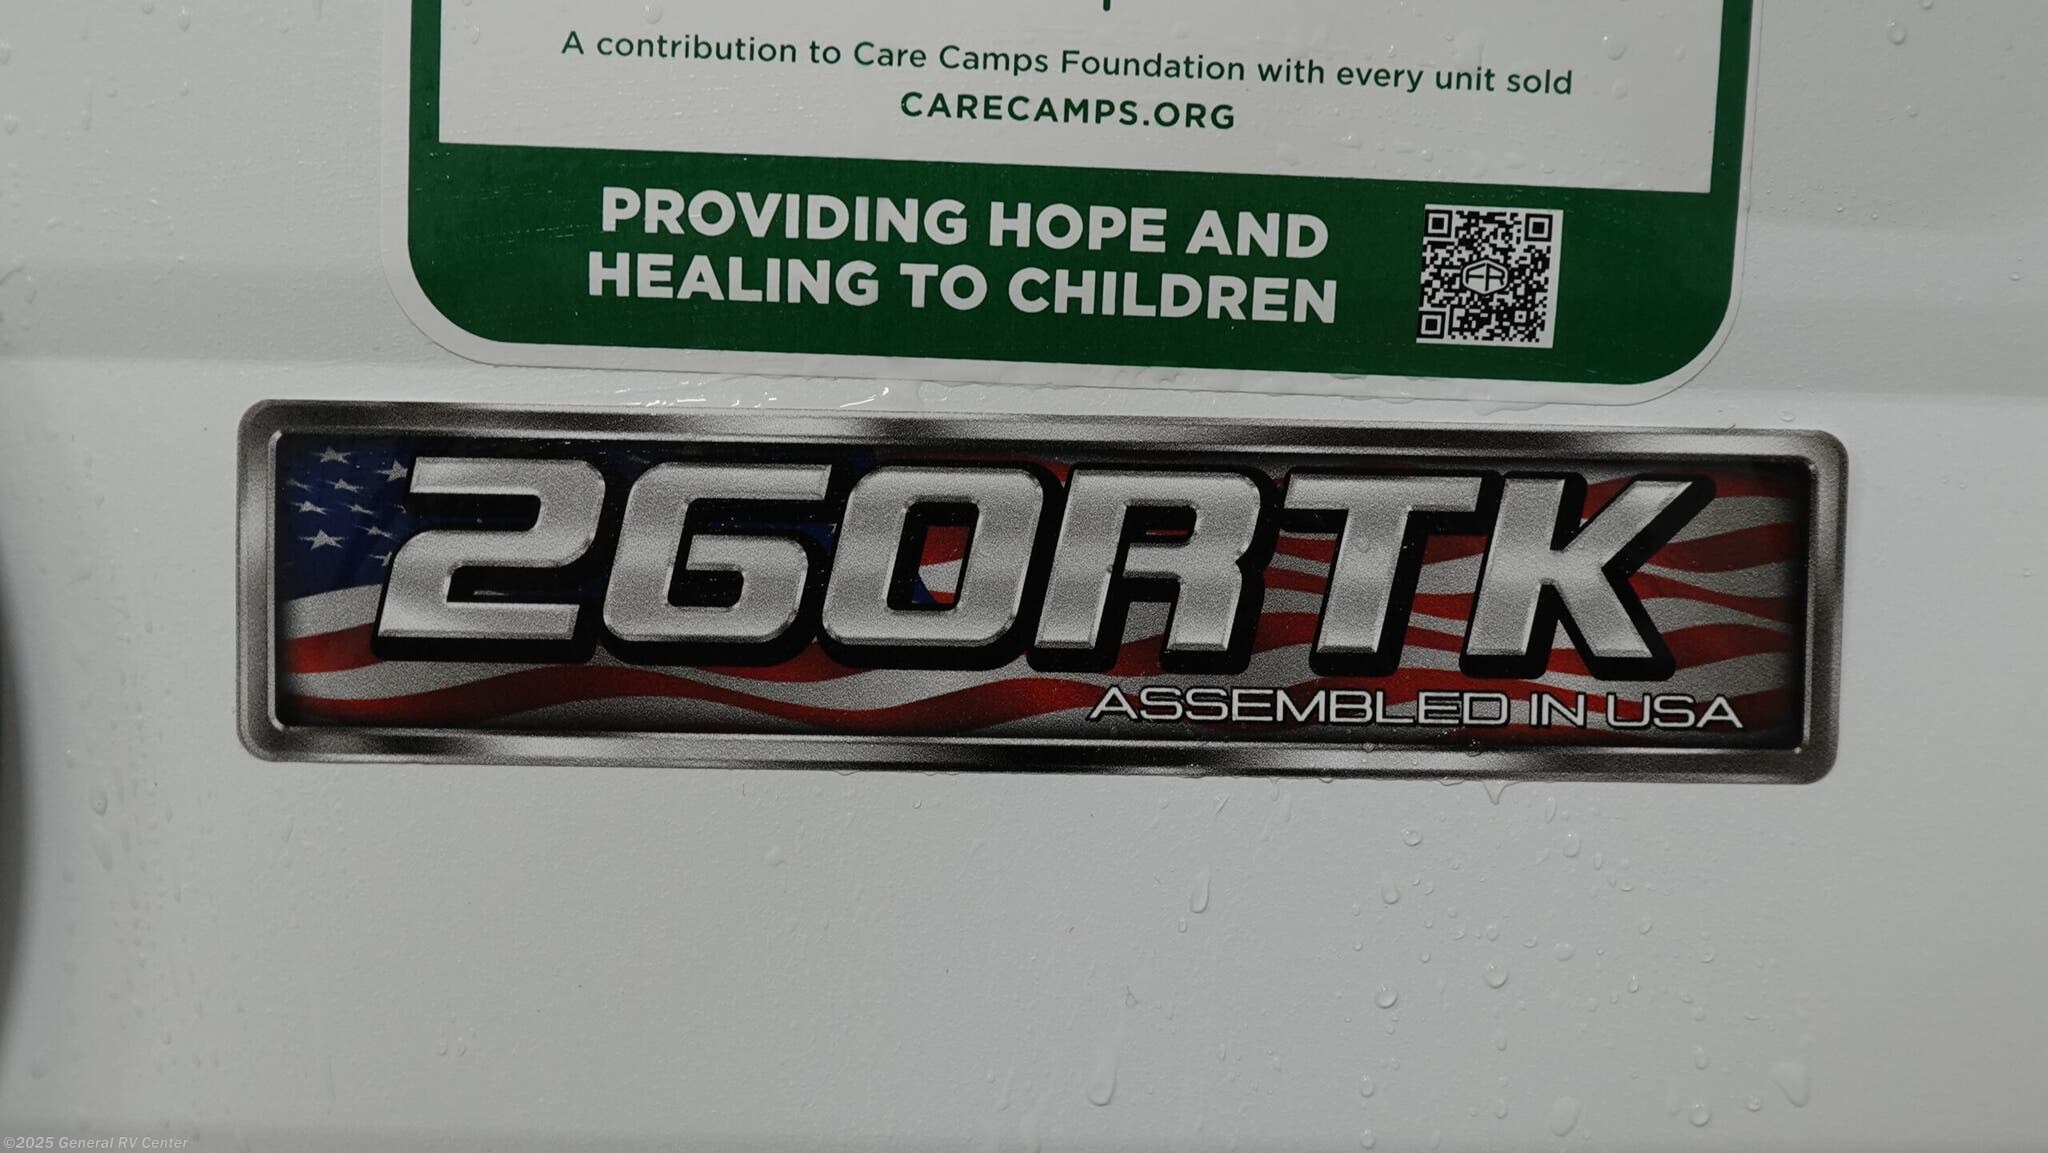 A contribution to Care Camps Foundation with every unit sold
CARECAMPS.ORG
PROVIDING HOPE AND
HEALING TO CHILDREN
FR
260RTK
ASSEMBLED IN USA
©2025 General RV Center